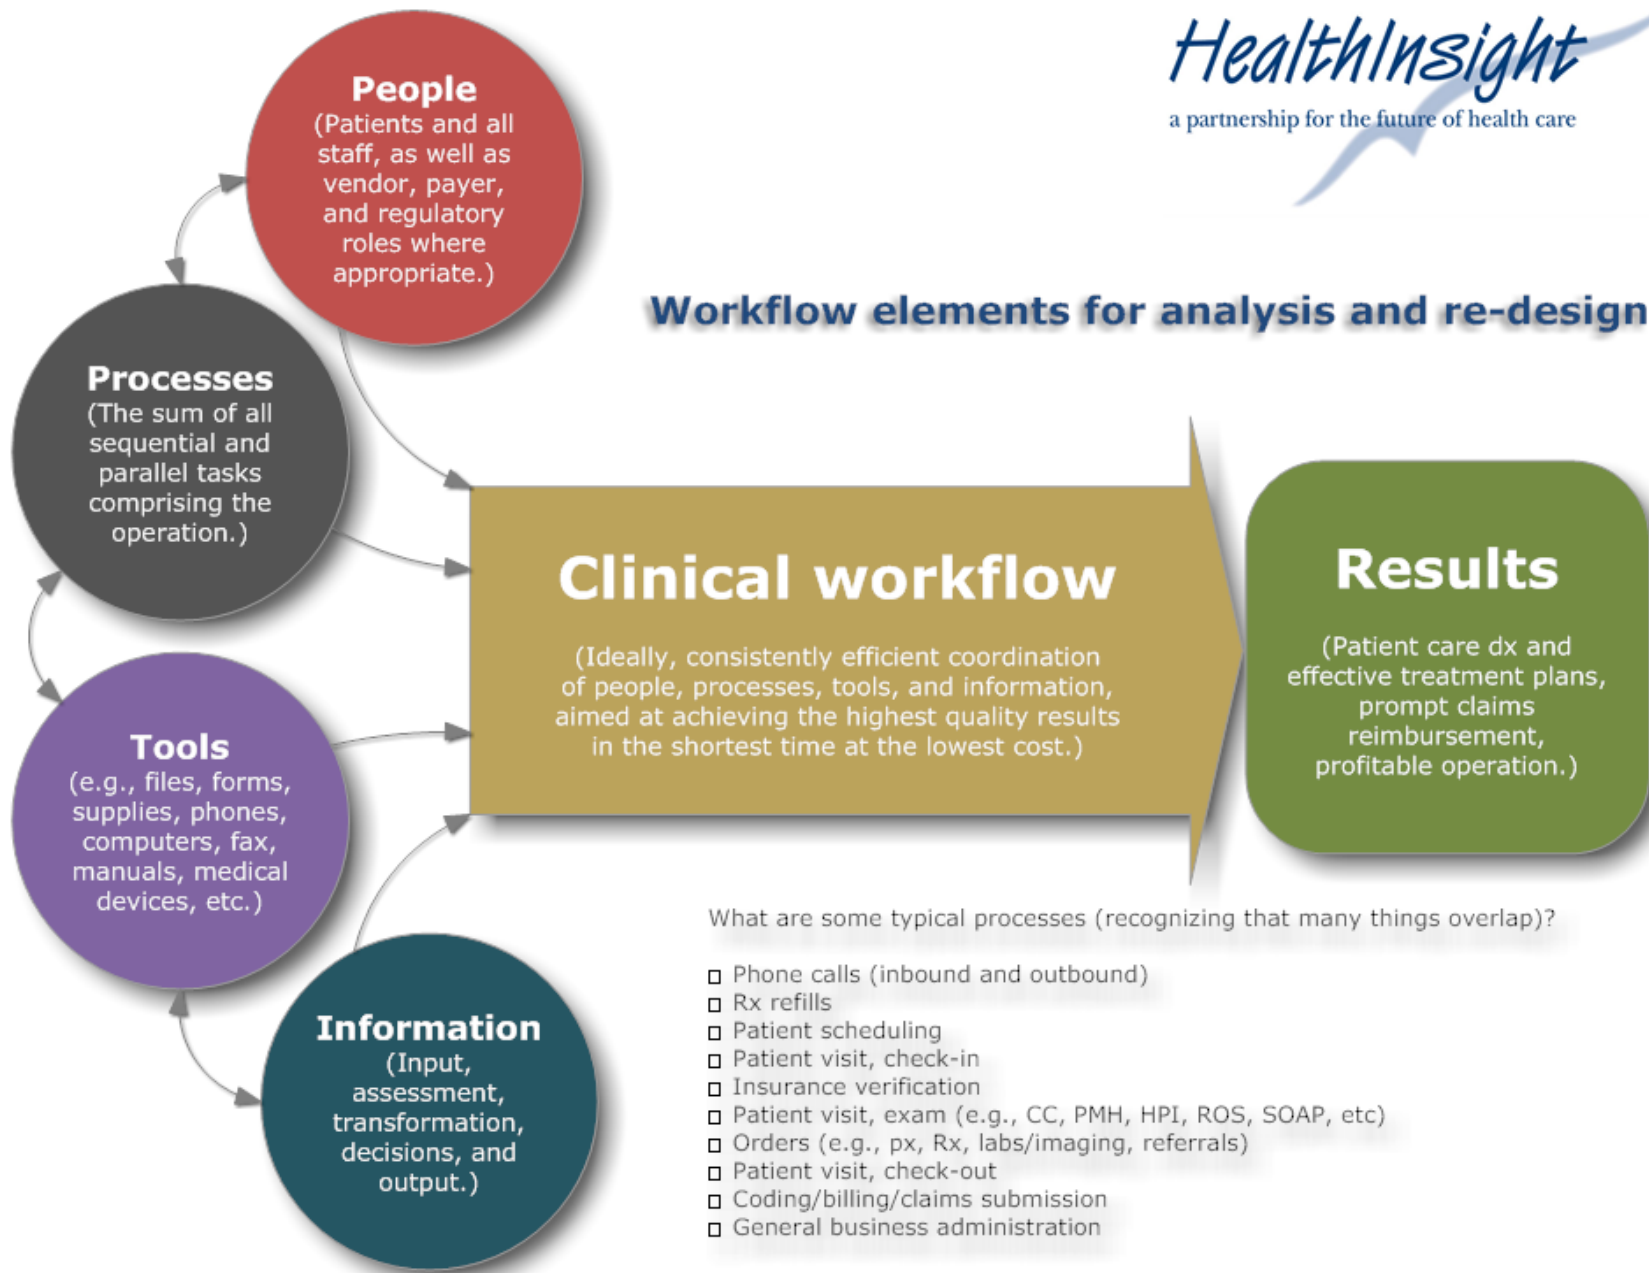 HealthInsight
a partnership for the future of health care
Workflow elements for analysis and re-design
People
(Patients and all
staff, as well as
vendor, payer,
and regulatory
roles where
appropriate.)
Processes
(The sum of all
sequential and
parallel tasks
comprising the
operation.)
Tools
(e.g., files, forms,
supplies, phones,
computers, fax,
manuals, medical
devices, etc.)
Information
(Input,
assessment,
transformation,
decisions, and
output.)
Clinical workflow
(Ideally, consistently efficient coordination
of people, processes, tools, and information,
aimed at achieving the highest quality results
in the shortest time at the lowest cost.)
Results
(Patient care dx and
effective treatment plans,
prompt claims
reimbursement,
profitable operation.)
What are some typical processes (recognizing that many things overlap)?
Phone calls (inbound and outbound)
Rx refills
Patient scheduling
Patient visit, check-in
Insurance verification
Patient visit, exam (e.g., CC, PMH, HPI, ROS, SOAP, etc)
Orders (e.g., px, Rx, labs/imaging, referrals)
Patient visit, check-out
Coding/billing/claims submission
General business administration